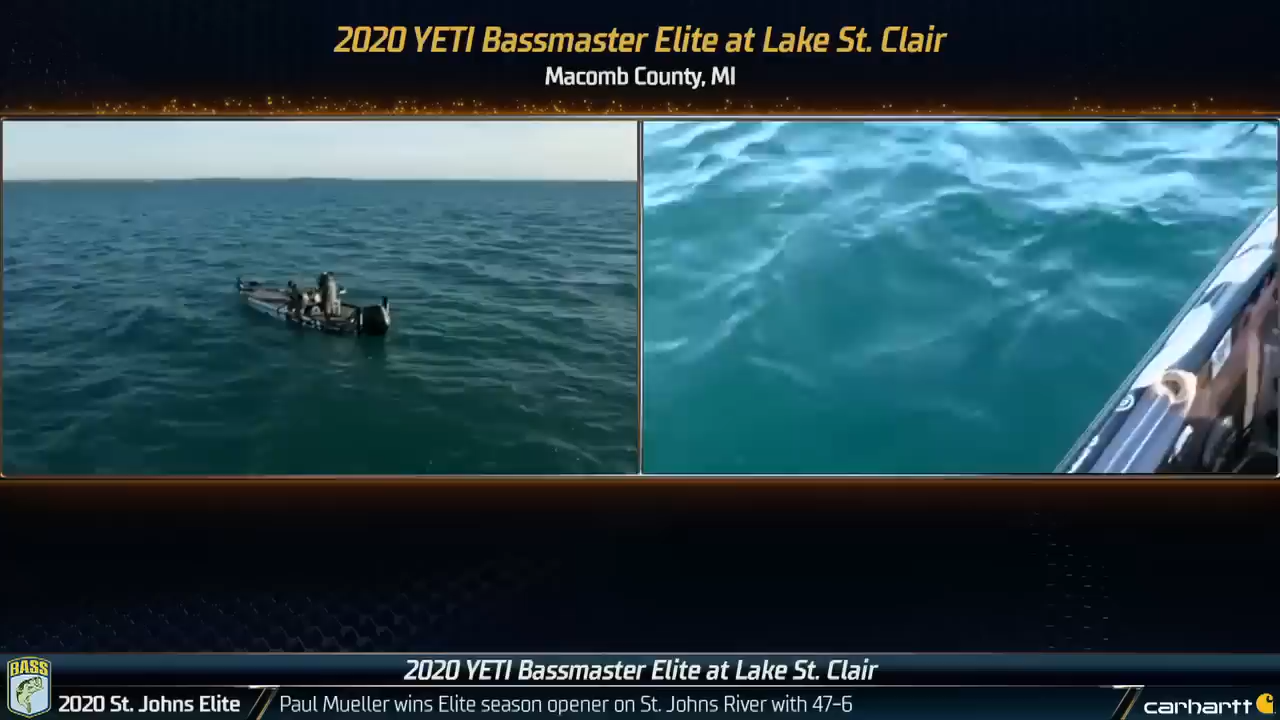 2020 YETI Bassmaster Elite at Lake St. Clair
Macomb County, MI
2020 YETI Bassmaster Elite at Lake St. Clair
BASS
2020 St. Johns Elite
Paul Mueller wins Elite season opener on St. Johns River with 47-6
carhartt